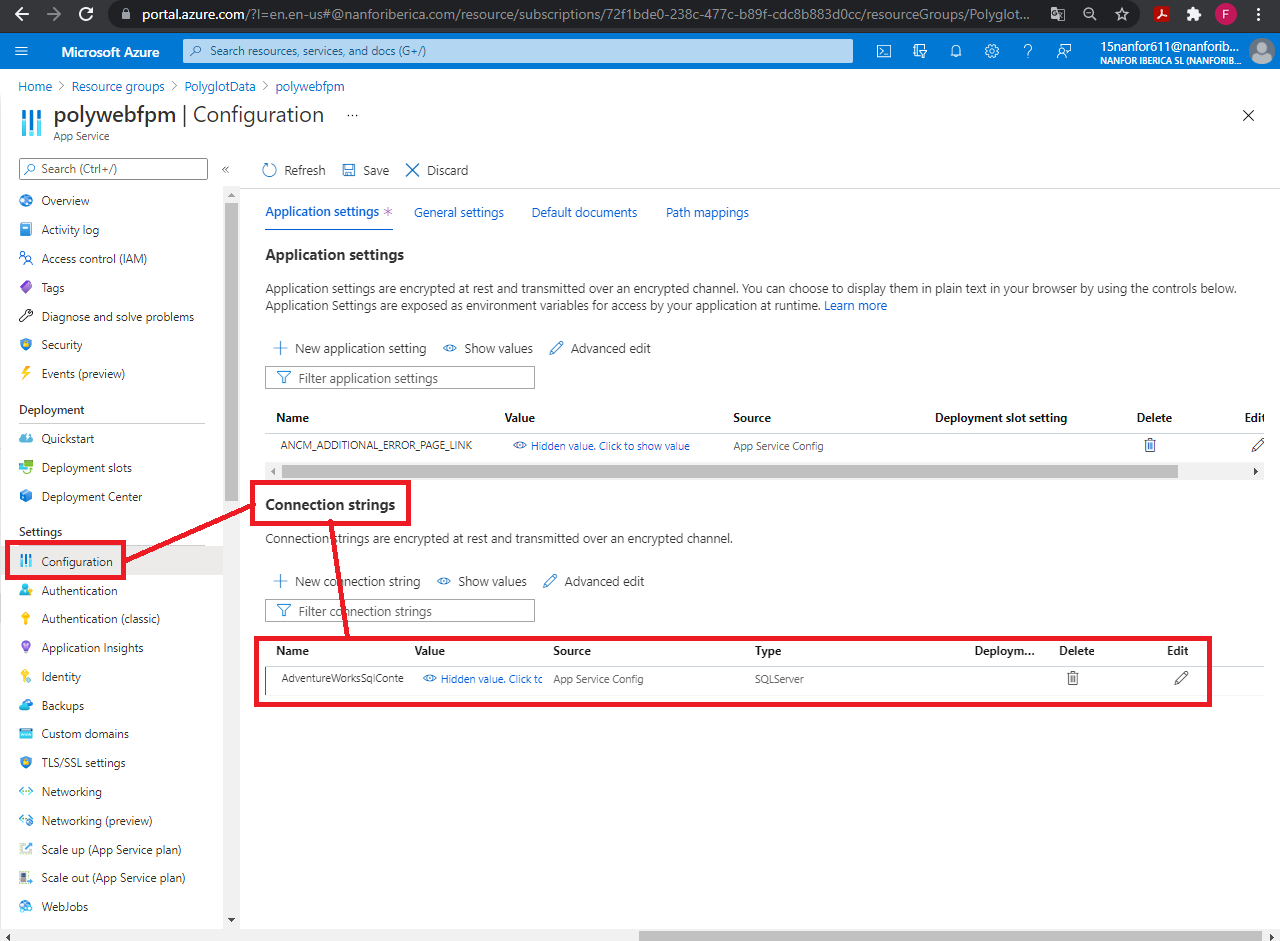 portal.azure.com/?l=en.en-us#@nanforiberica.com/resource/subscriptions/72f1bde0-238c-477c-b89f-cdc8b883d0cc/resourceGroups/Polyglot...
F
Microsoft Azure
Search resources, services, and docs (G+/)
15nanfor611@nanforib...
NANFOR IBERICA SL (NANFORIB...
Home > Resource groups > PolyglotData > polywebfpm
polywebfpm | Configuration ...
App Service
Search (Ctrl+/)
«
Refresh Save Discard
Overview
Activity log
Access control (IAM)
Tags
Diagnose and solve problems
Security
Events (preview)
Deployment
Quickstart
Deployment slots
Deployment Center
Settings
Configuration
Authentication
Authentication (classic)
Application Insights
Identity
Backups
Custom domains
TLS/SSL settings
Networking
Networking (preview)
Scale up (App Service plan)
Scale out (App Service plan)
WebJobs
Application settings * General settings Default documents Path mappings
Application settings
Application settings are encrypted at rest and transmitted over an encrypted channel. You can choose to display them in plain text in your browser by using the controls below.
Application Settings are exposed as environment variables for access by your application at runtime. Learn more
New application setting Show values Advanced edit
Filter application settings
Name Value Source Deployment slot setting Delete Edit
ANCM_ADDITIONAL_ERROR_PAGE_LINK Hidden value. Click to show value App Service Config
Connection strings
Connection strings are encrypted at rest and transmitted over an encrypted channel.
New connection string Show values Advanced edit
Filter connection strings
Name Value Source Type Deploym... Delete Edit
AdventureWorksSqlConte Hidden value. Click to App Service Config SQLServer